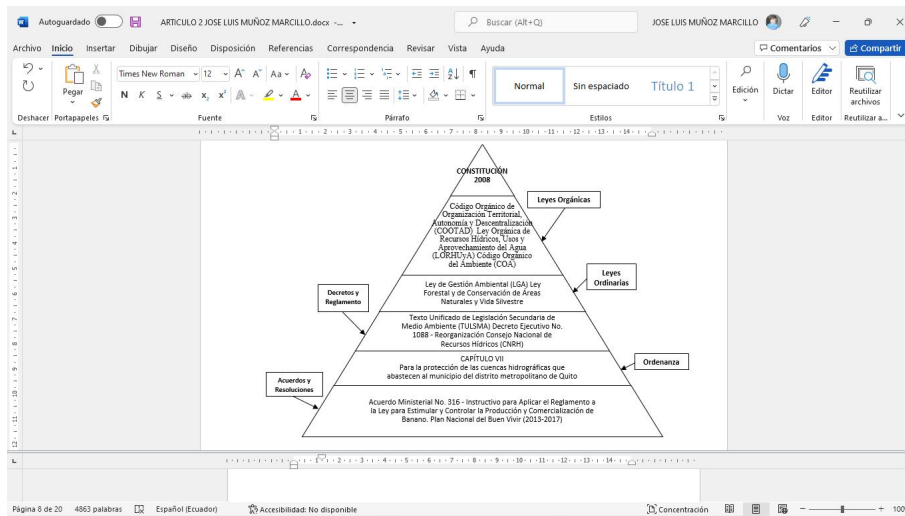 Autoguardado
ARTICULO 2 JOSE LUIS MUÑOZ MARCILLO.docx -...
Buscar (Alt+Q)
JOSE LUIS MUÑOZ MARCILLO
Archivo Inicio Insertar Dibujar Diseño Disposición Referencias Correspondencia Revisar Vista Ayuda
Comentarios
Compartir
Pegar
Times New Roman 12
N K S
Normal
Sin espaciado
Título 1
Edición
Dictar
Editor
Reutilizar
archivos
Deshacer Portapapeles Fuente Párrafo Estilos Voz Editor Reutilizar a...
CONSTITUCIÓN
2008
Leyes Orgánicas
Código Orgánico de
Organización Territorial,
Autonomía y Descentralización
(COOTAD) Ley Orgánica de
Recursos Hídricos, Usos y
Aprovechamiento del Agua
(LORHUyA) Código Orgánico
del Ambiente (COA)
Leyes
Ordinarias
Ley de Gestión Ambiental (LGA) Ley
Forestal y de Conservación de Áreas
Naturales y Vida Silvestre
Decretos y
Reglamento
Texto Unificado de Legislación Secundaria de
Medio Ambiente (TULSMA) Decreto Ejecutivo No.
1088 - Reorganización Consejo Nacional de
Recursos Hídricos (CNRH)
Ordenanza
CAPÍTULO VII
Para la protección de las cuencas hidrográficas que
abastecen al municipio del distrito metropolitano de Quito
Acuerdos y
Resoluciones
Acuerdo Ministerial No. 316 - Instructivo para Aplicar el Reglamento a
la Ley para Estimular y Controlar la Producción y Comercialización de
Banano. Plan Nacional del Buen Vivir (2013-2017)
Página 8 de 20 4863 palabras Español (Ecuador) Accesibilidad: No disponible Concentración 100%